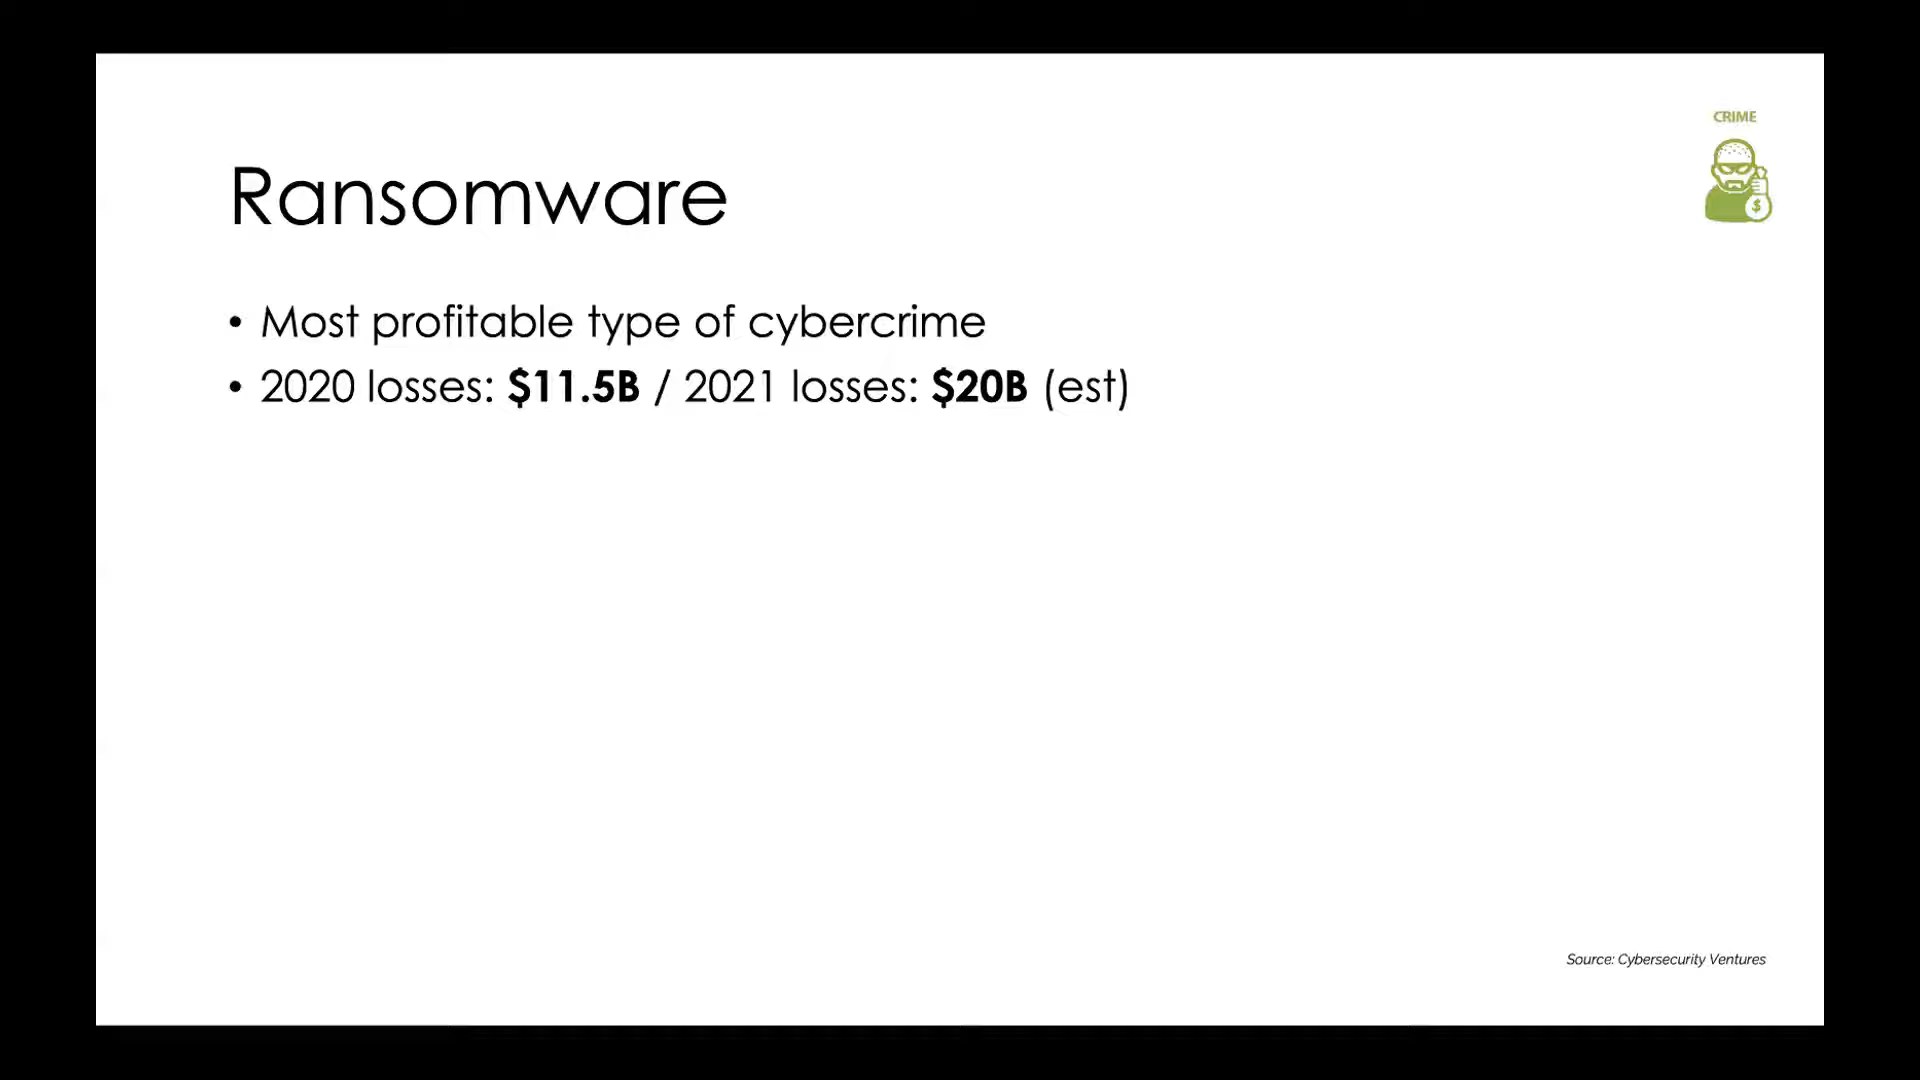 CRIME
Ransomware
• Most profitable type of cybercrime
• 2020 losses: $11.5B / 2021 losses: $20B (est)
$
Source: Cybersecurity Ventures